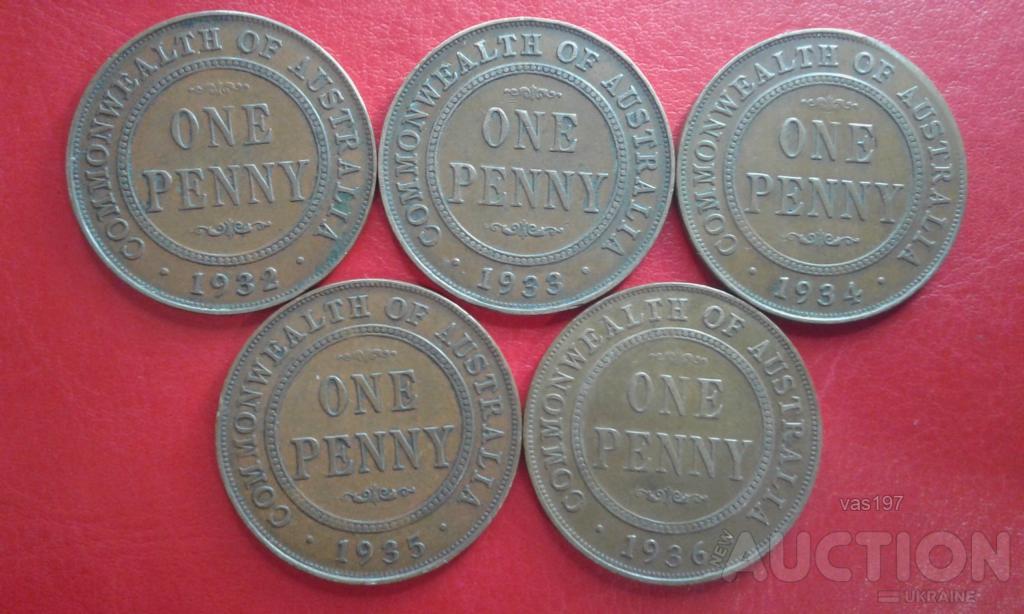 COMMONWEALTH OF AUSTRALIA
ONE
PENNY
· 1932 ·
COMMONWEALTH OF AUSTRALIA
ONE
PENNY
· 1933 ·
COMMONWEALTH OF AUSTRALIA
ONE
PENNY
· 1934 ·
COMMONWEALTH OF AUSTRALIA
ONE
PENNY
· 1935 ·
COMMONWEALTH OF AUSTRALIA
ONE
PENNY
· 1936
vas197
NEW AUCTION
UKRAINE